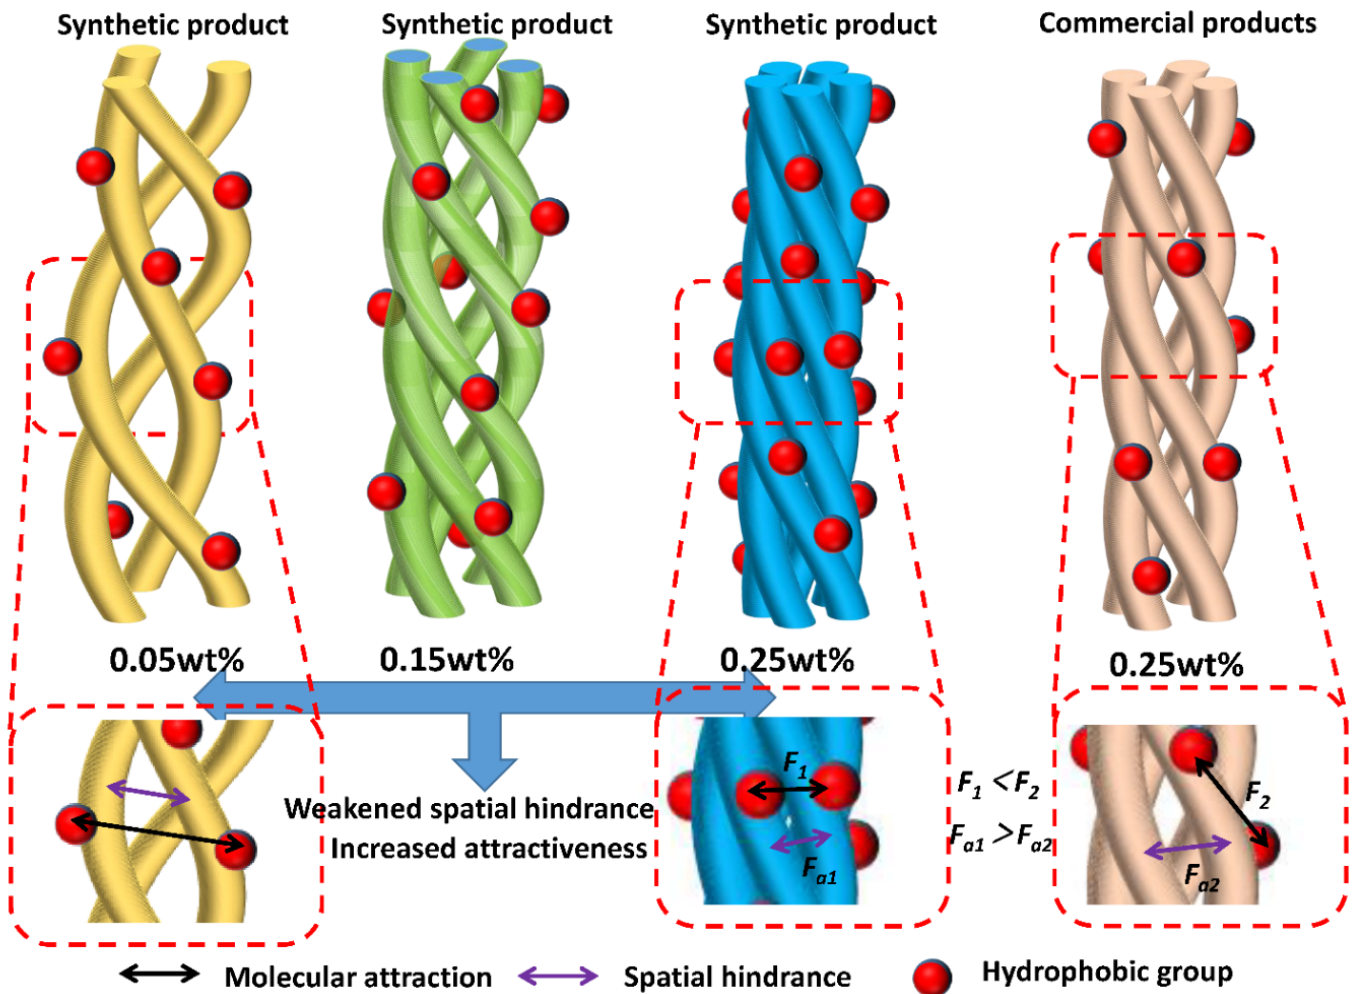 Synthetic product
Synthetic product
Synthetic product
Commercial products
0.05wt%
0.15wt%
0.25wt%
0.25wt%
Weakened spatial hindrance
Increased attractiveness
F1
Fa1
F1 <F2
Fa1 >Fa2
F2
Fa2
Molecular attraction
Spatial hindrance
Hydrophobic group